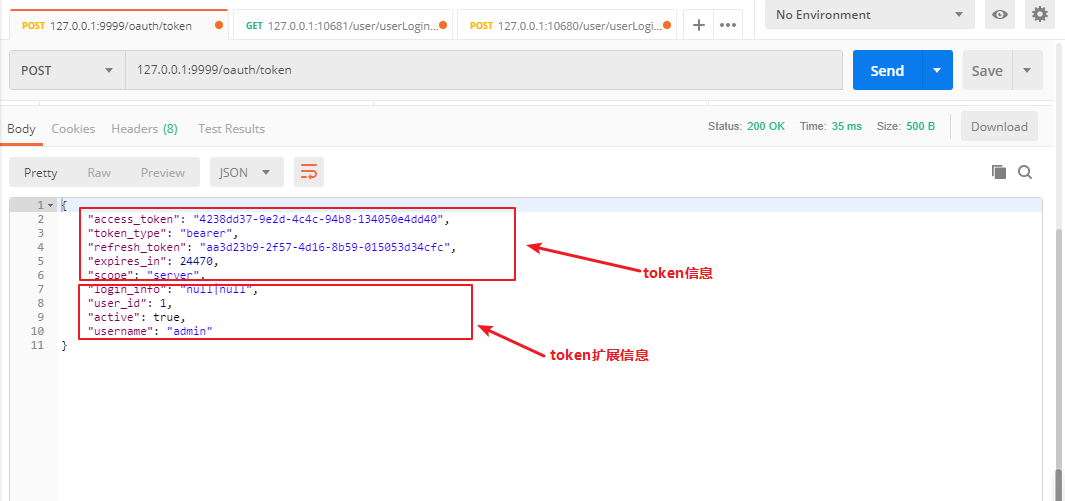 POST 127.0.0.1:9999/oauth/token GET 127.0.0.1:10681/user/userLogin... POST 127.0.0.1:10680/user/userLogi... No Environment
POST 127.0.0.1:9999/oauth/token Send Save
Body Cookies Headers (8) Test Results Status: 200 OK Time: 35 ms Size: 500 B Download
Pretty Raw Preview JSON
1 {
2 "access_token": "4238dd37-9e2d-4c4c-94b8-134050e4dd40",
3 "token_type": "bearer",
4 "refresh_token": "aa3d23b9-2f57-4d16-8b59-015053d34cfc",
5 "expires_in": 24470,
6 "scope": "server",
7 "login_info": "null|null",
8 "user_id": 1,
9 "active": true,
10 "username": "admin"
11 }
token信息
token扩展信息